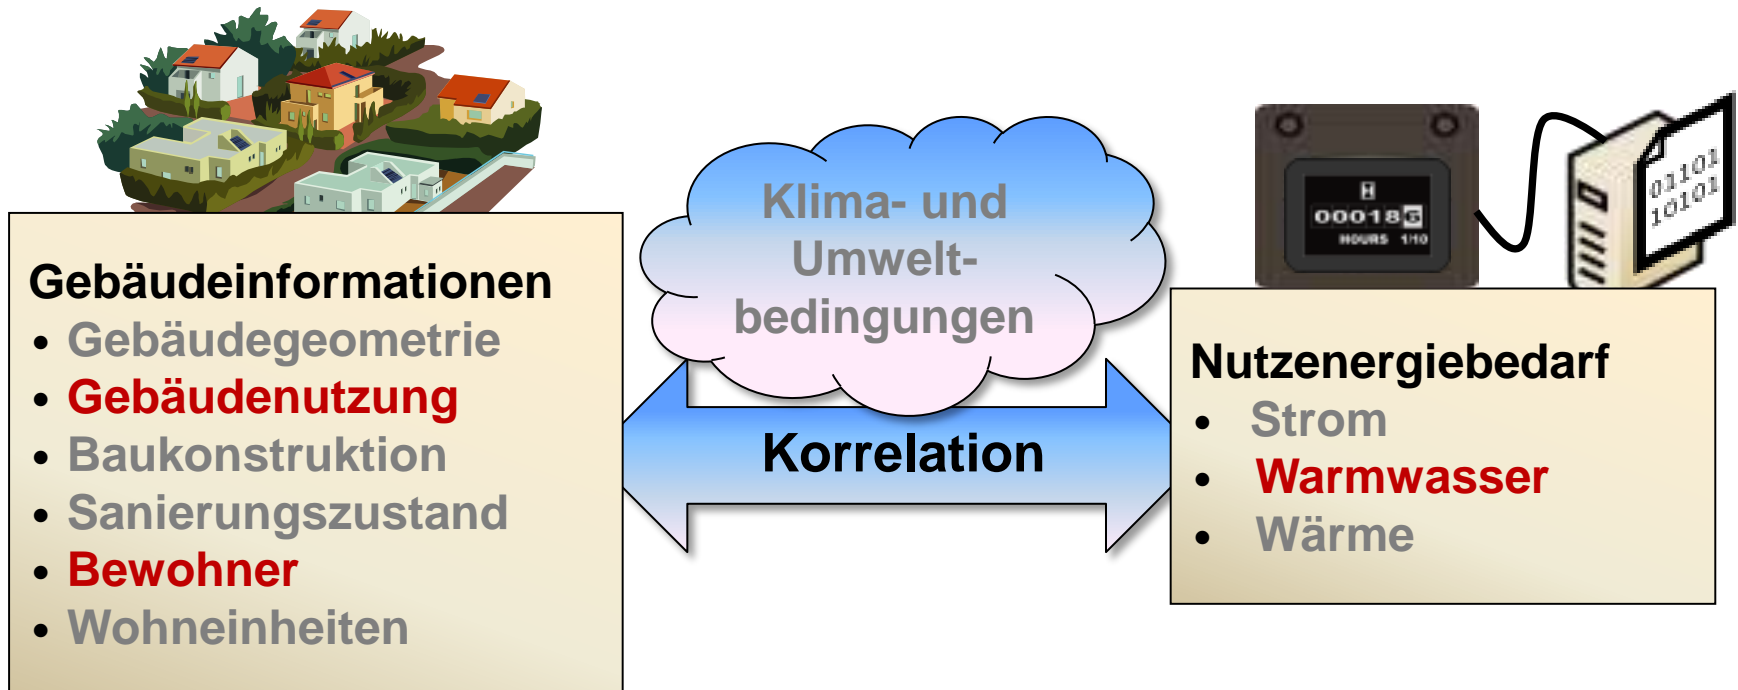 Gebäudeinformationen
• Gebäudegeometrie
• Gebäudenutzung
• Baukonstruktion
• Sanierungszustand
• Bewohner
• Wohneinheiten
Klima- und
Umwelt-
bedingungen
Korrelation
H
00018
HOURS 1/10
01101
10101
Nutzenergiebedarf
• Strom
• Warmwasser
• Wärme